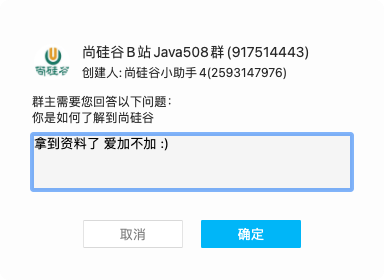 尚硅谷B站Java508群(917514443)
尚硅谷
创建人:尚硅谷小助手4(2593147976)
群主需要您回答以下问题：
你是如何了解到尚硅谷
拿到资料了 爱加不加 :)
取消
确定